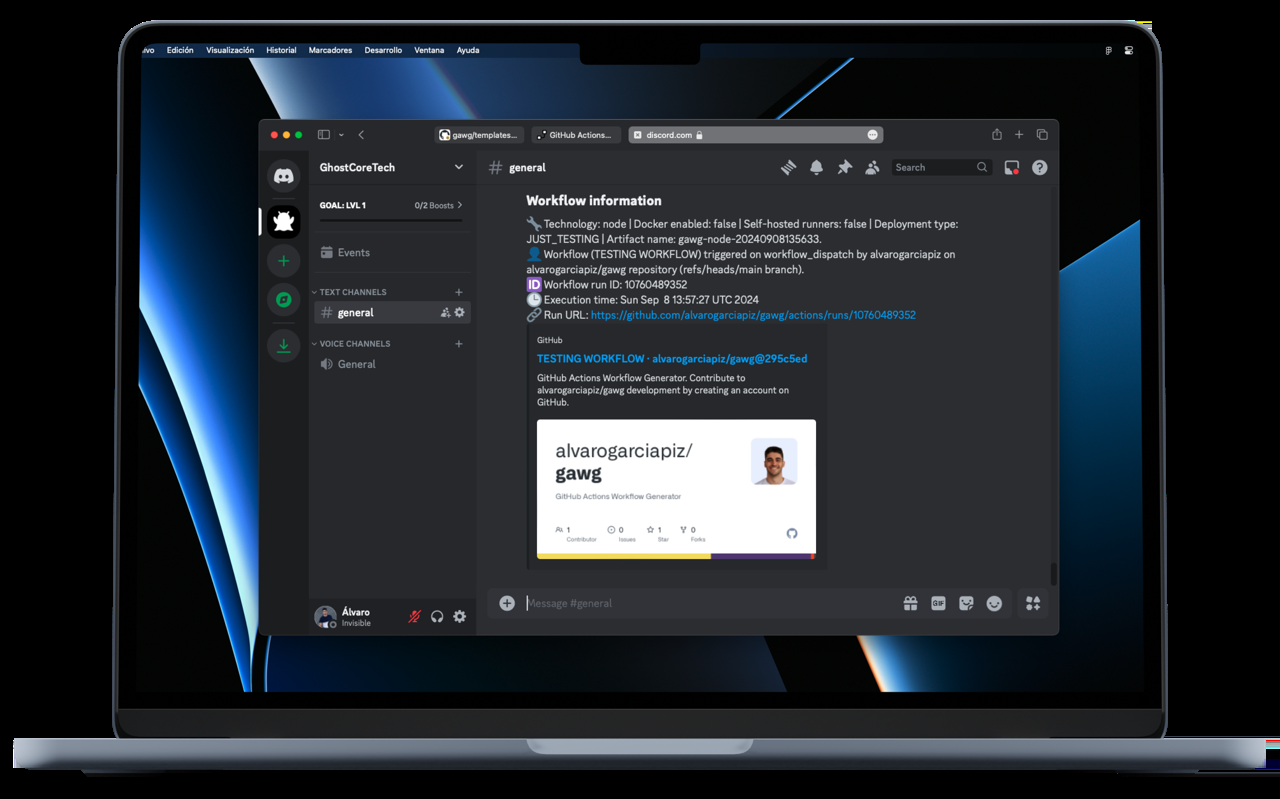 ivo Edición Visualización Historial Marcadores Desarrollo Ventana Ayuda
gawg/templates... GitHub Actions... discord.com
GhostCoreTech
GOAL: LVL 1 0/2 Boosts
Events
TEXT CHANNELS
# general
VOICE CHANNELS
General
Álvaro
Invisible
# general
Search
Workflow information
Technology: node | Docker enabled: false | Self-hosted runners: false | Deployment type:
JUST_TESTING | Artifact name: gawg-node-20240908135633.
Workflow (TESTING WORKFLOW) triggered on workflow_dispatch by alvarogarciapiz on
alvarogarciapiz/gawg repository (refs/heads/main branch).
ID Workflow run ID: 10760489352
Execution time: Sun Sep 8 13:57:27 UTC 2024
Run URL: https://github.com/alvarogarciapiz/gawg/actions/runs/10760489352
GitHub
TESTING WORKFLOW · alvarogarciapiz/gawg@295c5ed
GitHub Actions Workflow Generator. Contribute to
alvarogarciapiz/gawg development by creating an account on
GitHub.
alvarogarciapiz/
gawg
GitHub Actions Workflow Generator
1 0 1 0
Contributor Issues Star Forks
Message #general
GIF